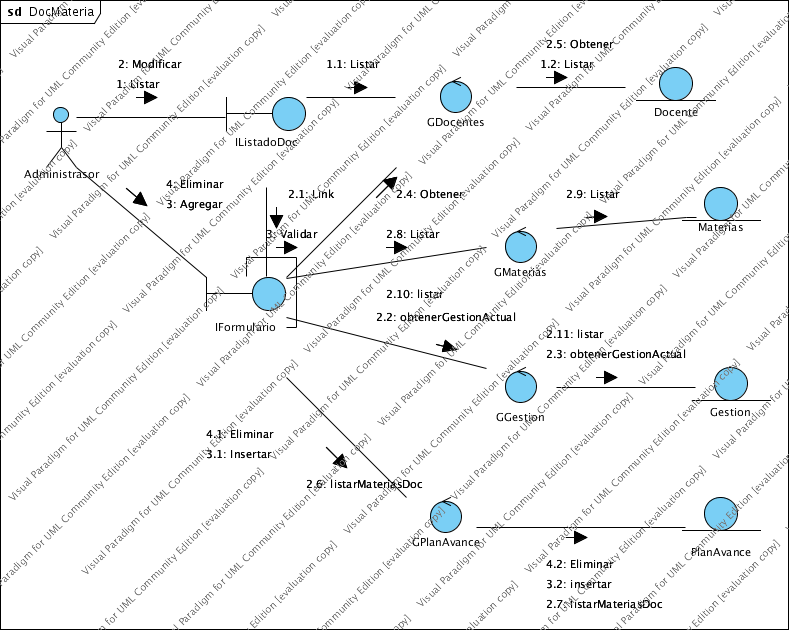 sd DocMateria
2: Modificar
1: Listar
1.1: Listar
2.5: Obtener
1.2: Listar
IListadoDoc
GDocentes
Docente
Administrasor
4: Eliminar
3: Agregar
2.1: Link
2.4: Obtener
2.9: Listar
3: Validar
2.8: Listar
GMaterias
Materias
IFormulario
2.10: listar
2.2: obtenerGestionActual
2.11: listar
2.3: obtenerGestionActual
GGestion
Gestion
4.1: Eliminar
3.1: Insertar
2.6: listarMateriasDoc
GPlanAvance
PlanAvance
4.2: Eliminar
3.2: insertar
2.7: listarMateriasDoc
Visual Paradigm for UML Community Edition [evaluation copy]